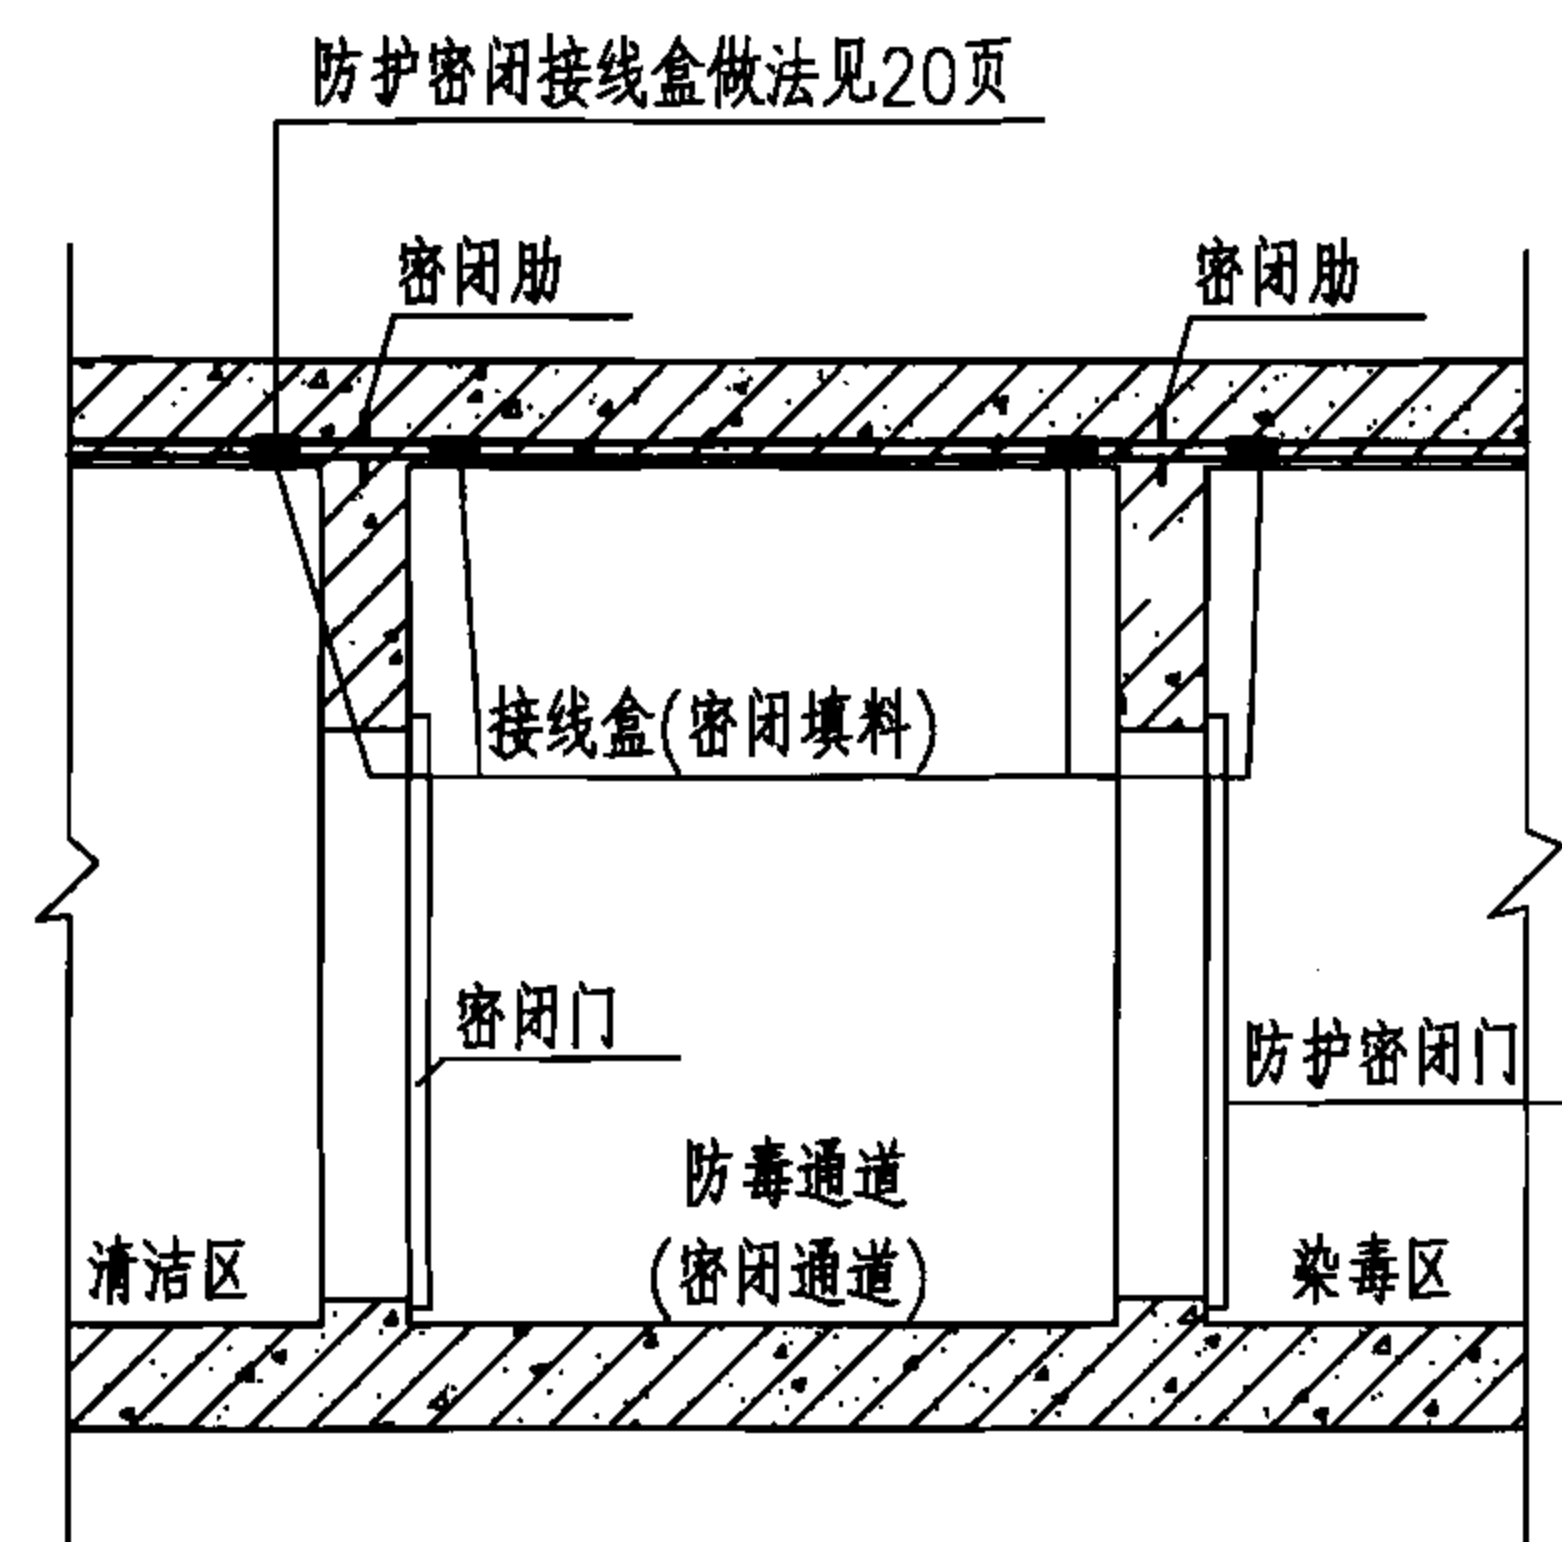 防护密闭接线盒做法见20页
密闭肋
密闭肋
接线盒(密闭填料)
密闭门
防护密闭门
防毒通道
(密闭通道)
清洁区
染毒区